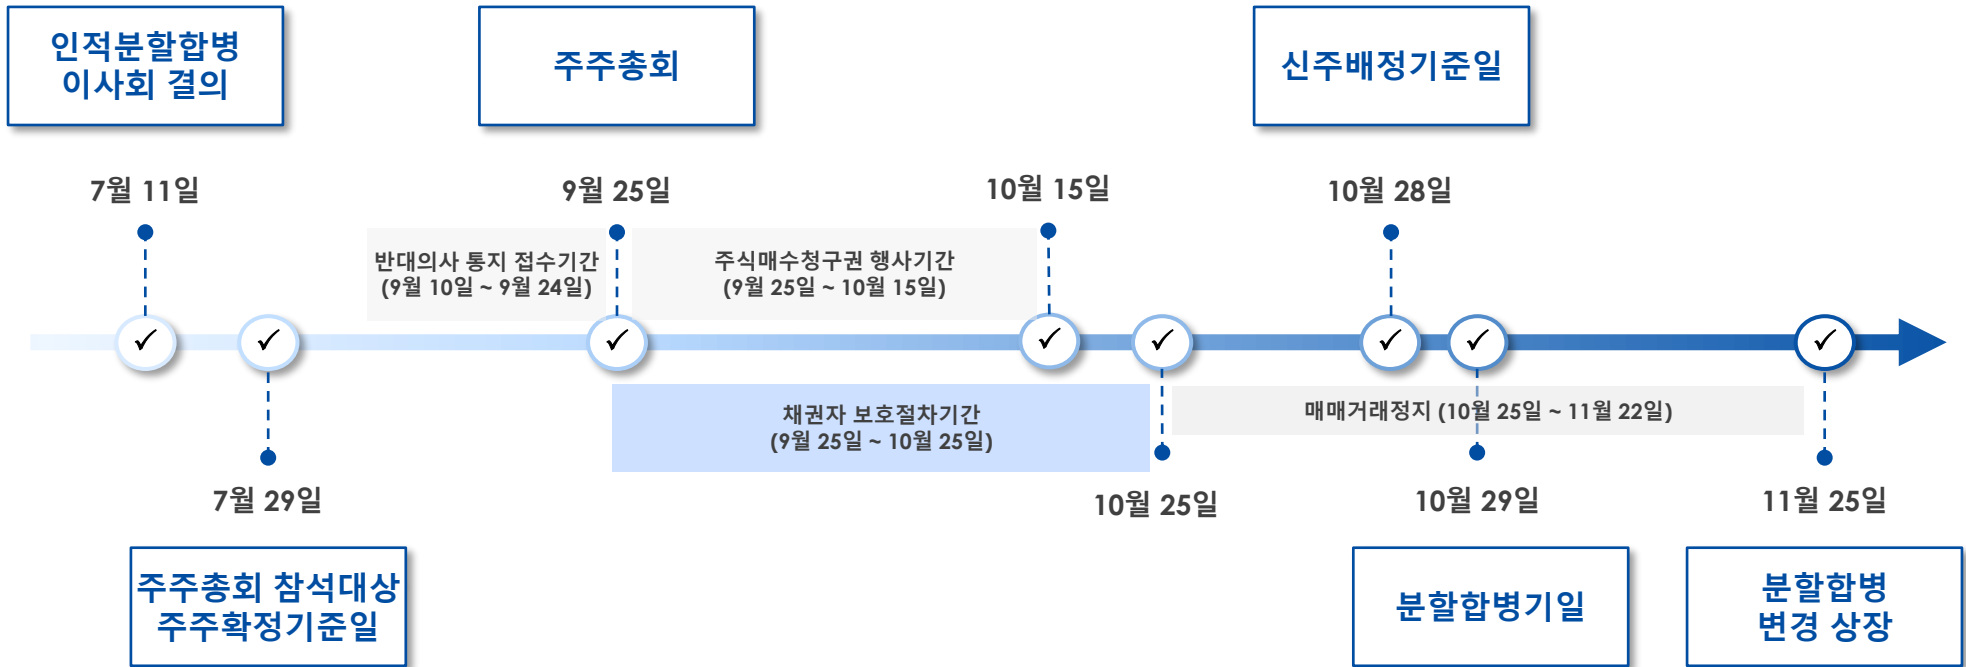 인적분할합병
이사회 결의
주주총회
신주배정기준일
7월 11일
9월 25일
10월 15일
10월 28일
반대의사 통지 접수기간
(9월 10일 ~ 9월 24일)
주식매수청구권 행사기간
(9월 25일 ~ 10월 15일)
채권자 보호절차기간
(9월 25일 ~ 10월 25일)
매매거래정지 (10월 25일 ~ 11월 22일)
7월 29일
10월 25일
10월 29일
11월 25일
주주총회 참석대상
주주확정기준일
분할합병기일
분할합병
변경 상장